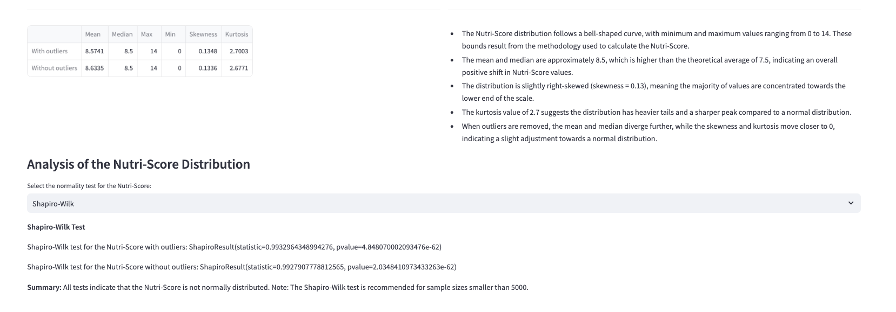 Mean Median Max Min Skewness Kurtosis
With outliers 8.5741 8.5 14 0 0.1348 2.7003
Without outliers 8.6335 8.5 14 0 0.1336 2.6771
• The Nutri-Score distribution follows a bell-shaped curve, with minimum and maximum values ranging from 0 to 14. These
bounds result from the methodology used to calculate the Nutri-Score.
• The mean and median are approximately 8.5, which is higher than the theoretical average of 7.5, indicating an overall
positive shift in Nutri-Score values.
• The distribution is slightly right-skewed (skewness = 0.13), meaning the majority of values are concentrated towards the
lower end of the scale.
• The kurtosis value of 2.7 suggests the distribution has heavier tails and a sharper peak compared to a normal distribution.
• When outliers are removed, the mean and median diverge further, while the skewness and kurtosis move closer to 0,
indicating a slight adjustment towards a normal distribution.
Analysis of the Nutri-Score Distribution
Select the normality test for the Nutri-Score:
Shapiro-Wilk
Shapiro-Wilk Test
Shapiro-Wilk test for the Nutri-Score with outliers: ShapiroResult(statistic=0.9932964348994276, pvalue=4.848070002093476e-62)
Shapiro-Wilk test for the Nutri-Score without outliers: ShapiroResult(statistic=0.9927907778812565, pvalue=2.0348410973433263e-62)
Summary: All tests indicate that the Nutri-Score is not normally distributed. Note: The Shapiro-Wilk test is recommended for sample sizes smaller than 5000.